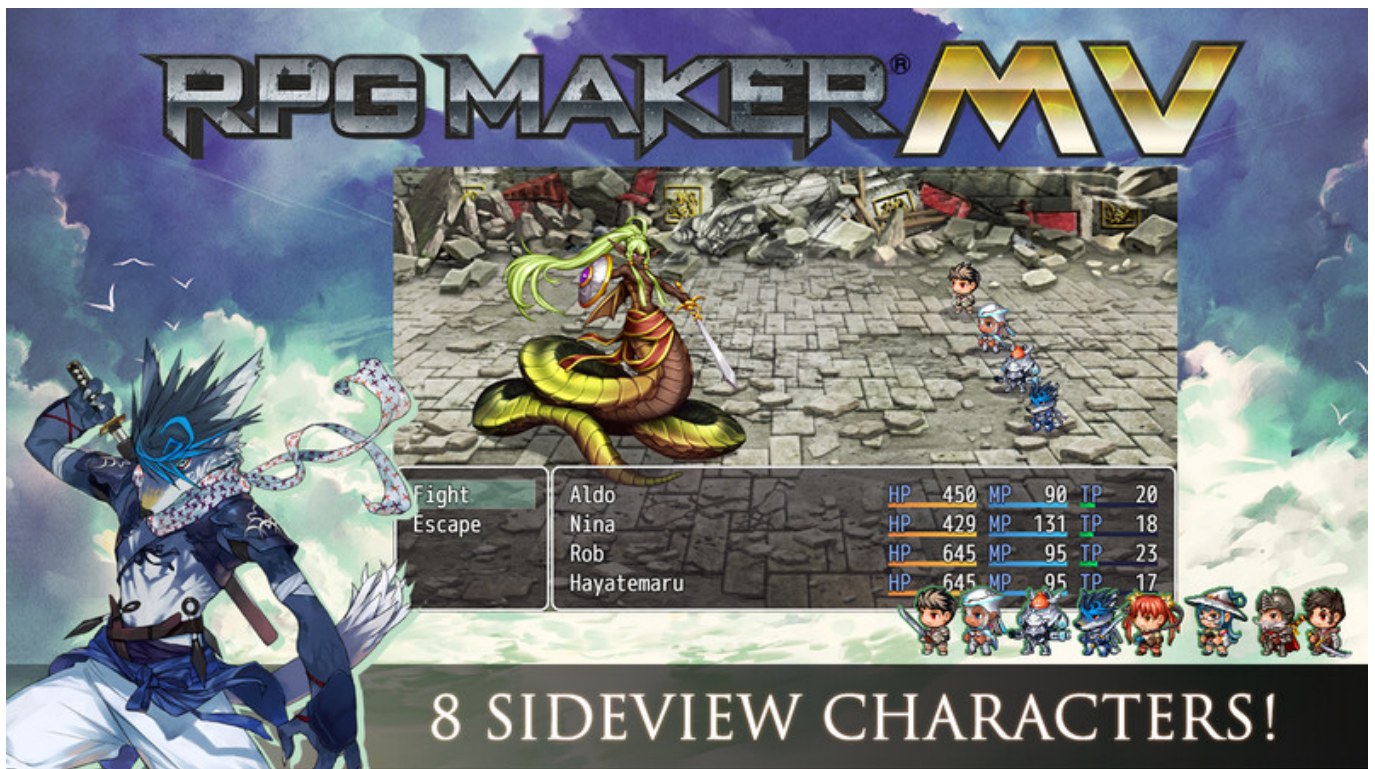 RPG MAKER® MV
Fight
Escape
Aldo HP 450 MP 90 TP 20
Nina HP 429 MP 131 TP 18
Rob HP 645 MP 95 TP 23
Hayatemaru HP 645 MP 95 TP 17
8 SIDEVIEW CHARACTERS!